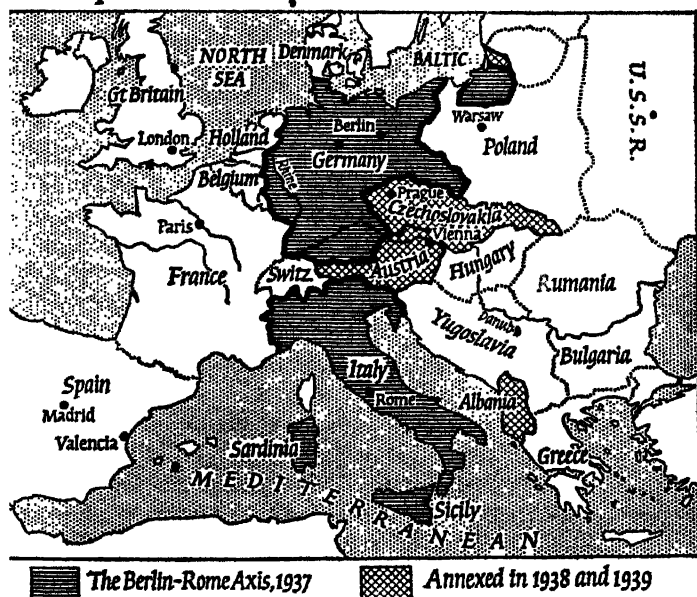 NORTH
SEA
Denmark
BALTIC
U.S.S.R.
Gt Britain
London
Holland
Berlin
Germany
Warsaw
Poland
Belgium
Rhine
Prague
Czechoslovakia
Vienna
Paris
France
Switz.
Austria
Hungary
Rumania
Danube
Yugoslavia
Bulgaria
Italy
Rome
Albania
Spain
Madrid
Valencia
Sardinia
Greece
Sicily
MEDITERRANEAN
The Berlin-Rome Axis, 1937
Annexed in 1938 and 1939